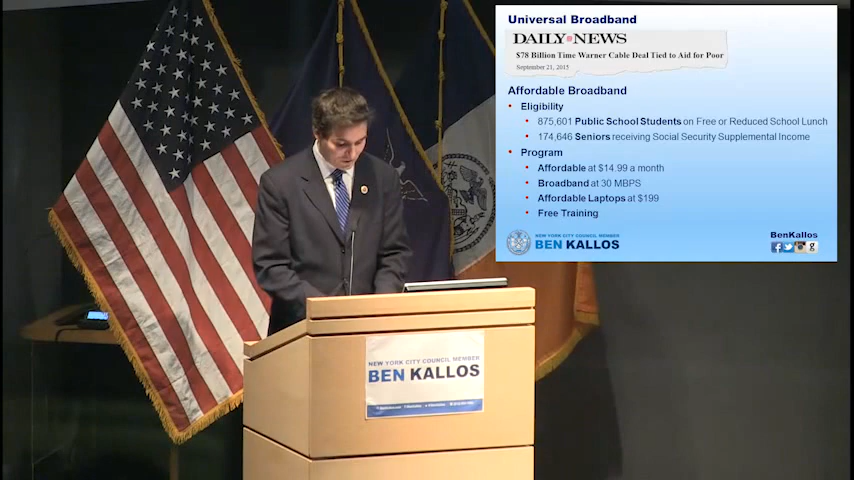 Universal Broadband
DAILY NEWS
$78 Billion Time Warner Cable Deal Tied to Aid for Poor
September 21, 2015
Affordable Broadband
• Eligibility
• 875,601 Public School Students on Free or Reduced School Lunch
• 174,646 Seniors receiving Social Security Supplemental Income
• Program
• Affordable at $14.99 a month
• Broadband at 30 MBPS
• Affordable Laptops at $199
• Free Training
NEW YORK CITY COUNCIL MEMBER
BEN KALLOS
BenKallos
NEW YORK CITY COUNCIL MEMBER
BEN KALLOS